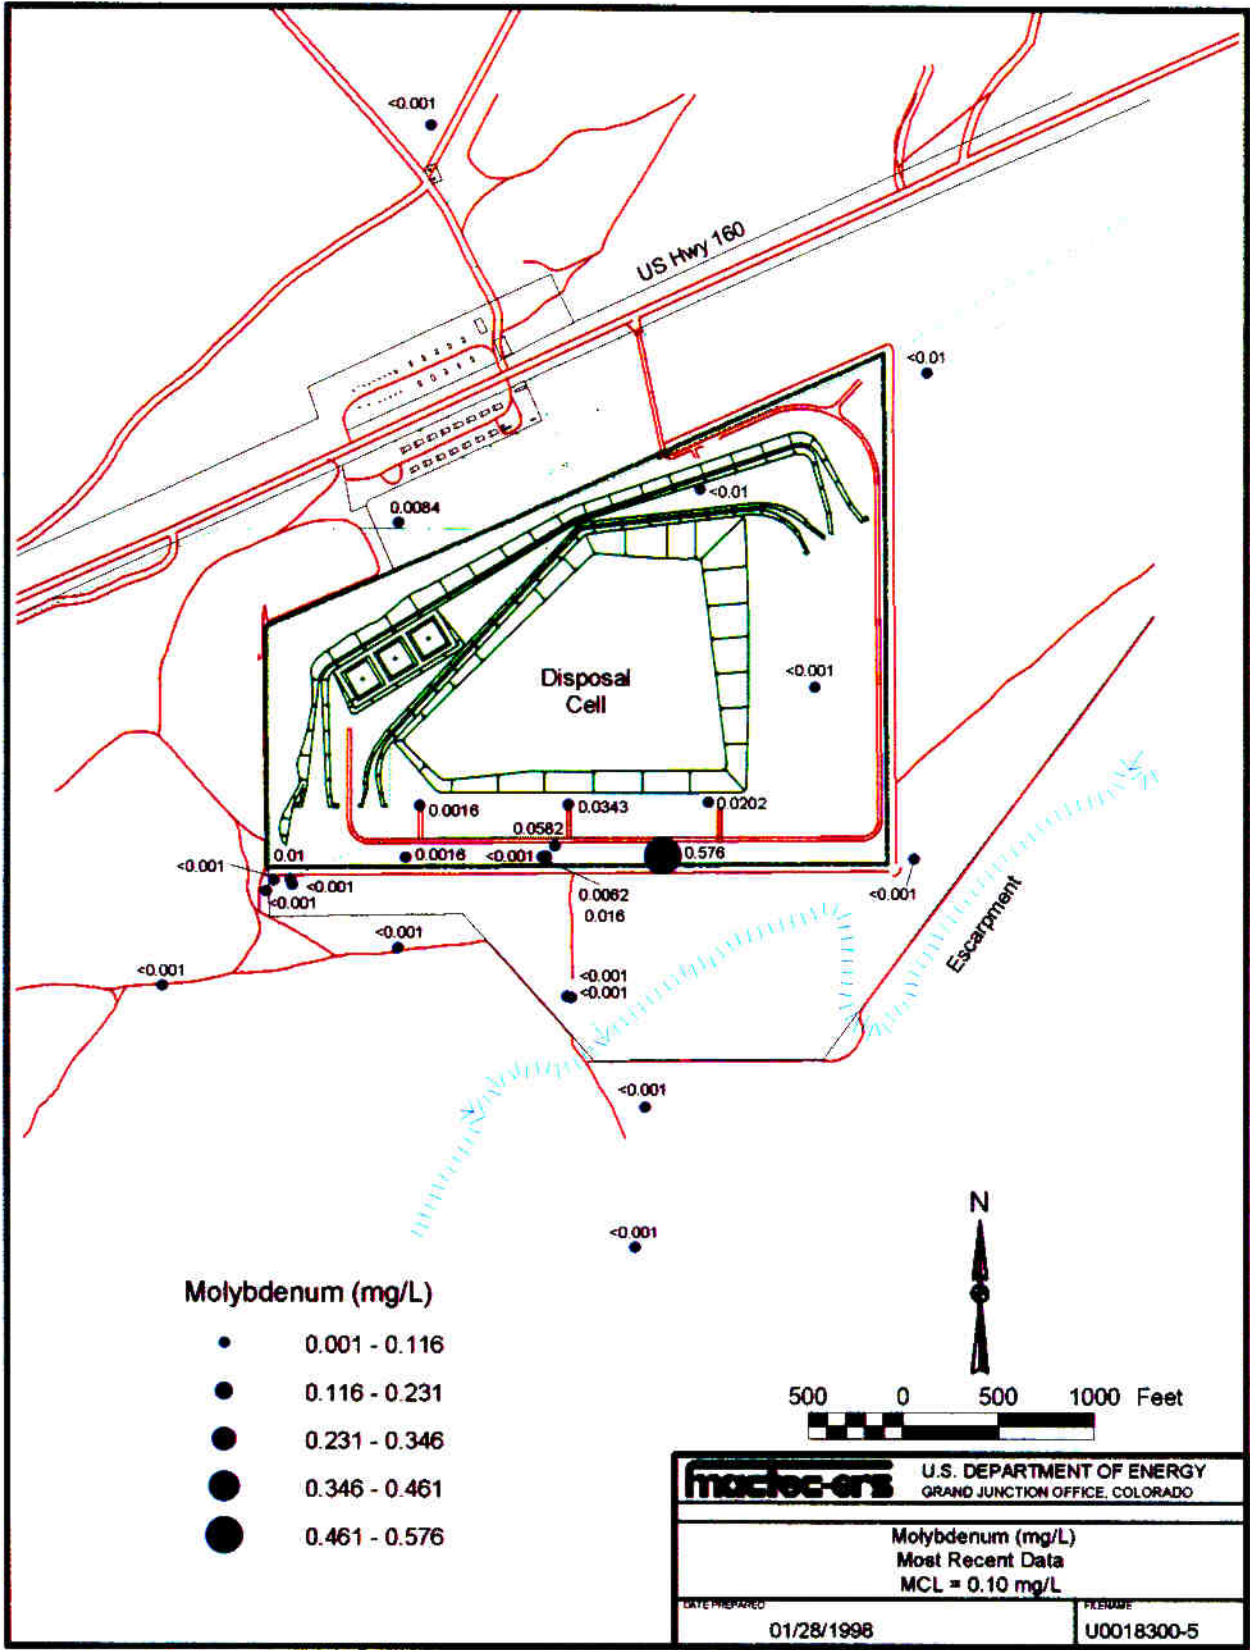 <0.001
US Hwy 160
<0.01
<0.01
0.0084
Disposal
Cell
<0.001
0.0016
0.0343
0.0202
0.0582
0.01
0.0016
<0.001
0.576
<0.001
<0.001
<0.001
0.0062
0.016
<0.001
Escarpment
<0.001
<0.001
<0.001
<0.001
<0.001
<0.001
N
Molybdenum (mg/L)
0.001 - 0.116
0.116 - 0.231
0.231 - 0.346
0.346 - 0.461
0.461 - 0.576
500 0 500 1000 Feet
mactec-ers
U.S. DEPARTMENT OF ENERGY
GRAND JUNCTION OFFICE, COLORADO
Molybdenum (mg/L)
Most Recent Data
MCL = 0.10 mg/L
DATE PREPARED
01/28/1998
FILENAME
U0018300-5